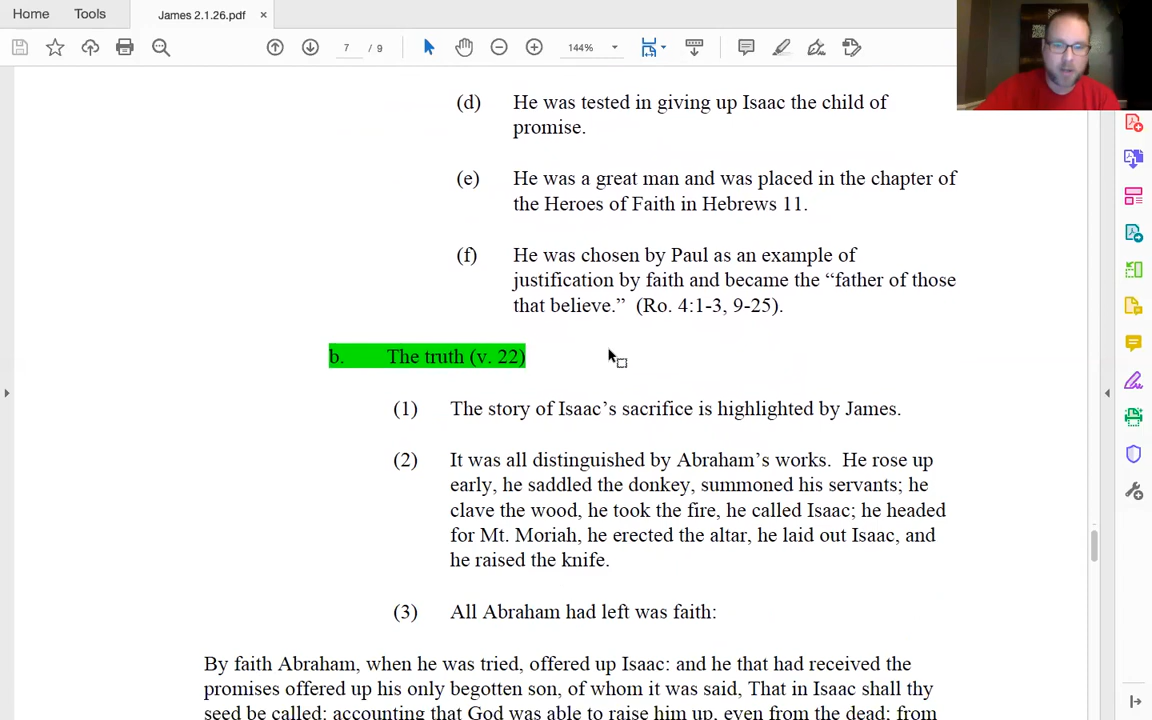 Home
Tools
James 2.1.26.pdf
×
7 / 9
144%
(d) He was tested in giving up Isaac the child of
promise.
(e) He was a great man and was placed in the chapter of
the Heroes of Faith in Hebrews 11.
(f) He was chosen by Paul as an example of
justification by faith and became the “father of those
that believe.” (Ro. 4:1-3, 9-25).
b. The truth (v. 22)
(1) The story of Isaac’s sacrifice is highlighted by James.
(2) It was all distinguished by Abraham’s works. He rose up
early, he saddled the donkey, summoned his servants; he
clave the wood, he took the fire, he called Isaac; he headed
for Mt. Moriah, he erected the altar, he laid out Isaac, and
he raised the knife.
(3) All Abraham had left was faith:
By faith Abraham, when he was tried, offered up Isaac: and he that had received the
promises offered up his only begotten son, of whom it was said, That in Isaac shall thy
seed be called: accounting that God was able to raise him up, even from the dead; from